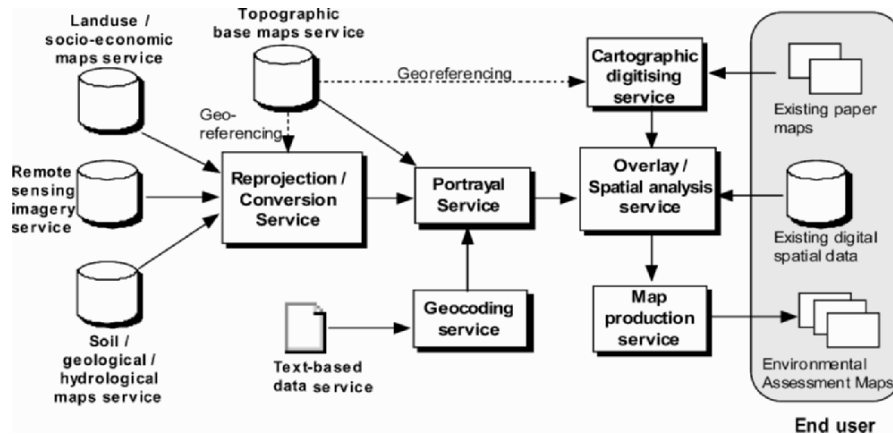 Landuse /
socio-economic
maps service
Topographic
base maps service
Georeferencing
Geo-
referencing
Cartographic
digitising
service
Existing paper
maps
Remote
sensing
imagery
service
Reprojection /
Conversion
Service
Portrayal
Service
Overlay /
Spatial analysis
service
Existing digital
spatial data
Soil /
geological /
hydrological
maps service
Text-based
data service
Geocoding
service
Map
production
service
Environmental
Assessment Maps
End user